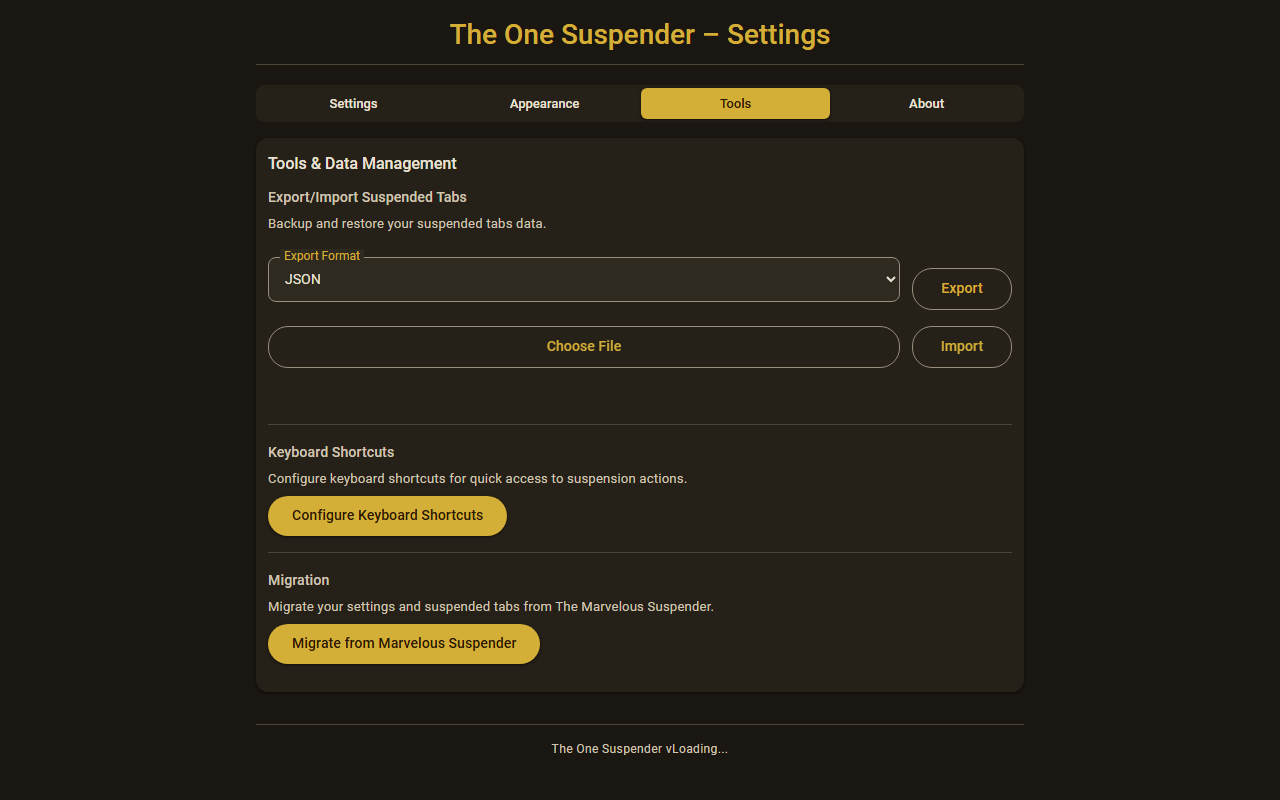 The One Suspender – Settings
Settings
Appearance
Tools
About
Tools & Data Management
Export/Import Suspended Tabs
Backup and restore your suspended tabs data.
Export Format
JSON
Export
Choose File
Import
Keyboard Shortcuts
Configure keyboard shortcuts for quick access to suspension actions.
Configure Keyboard Shortcuts
Migration
Migrate your settings and suspended tabs from The Marvelous Suspender.
Migrate from Marvelous Suspender
The One Suspender vLoading...